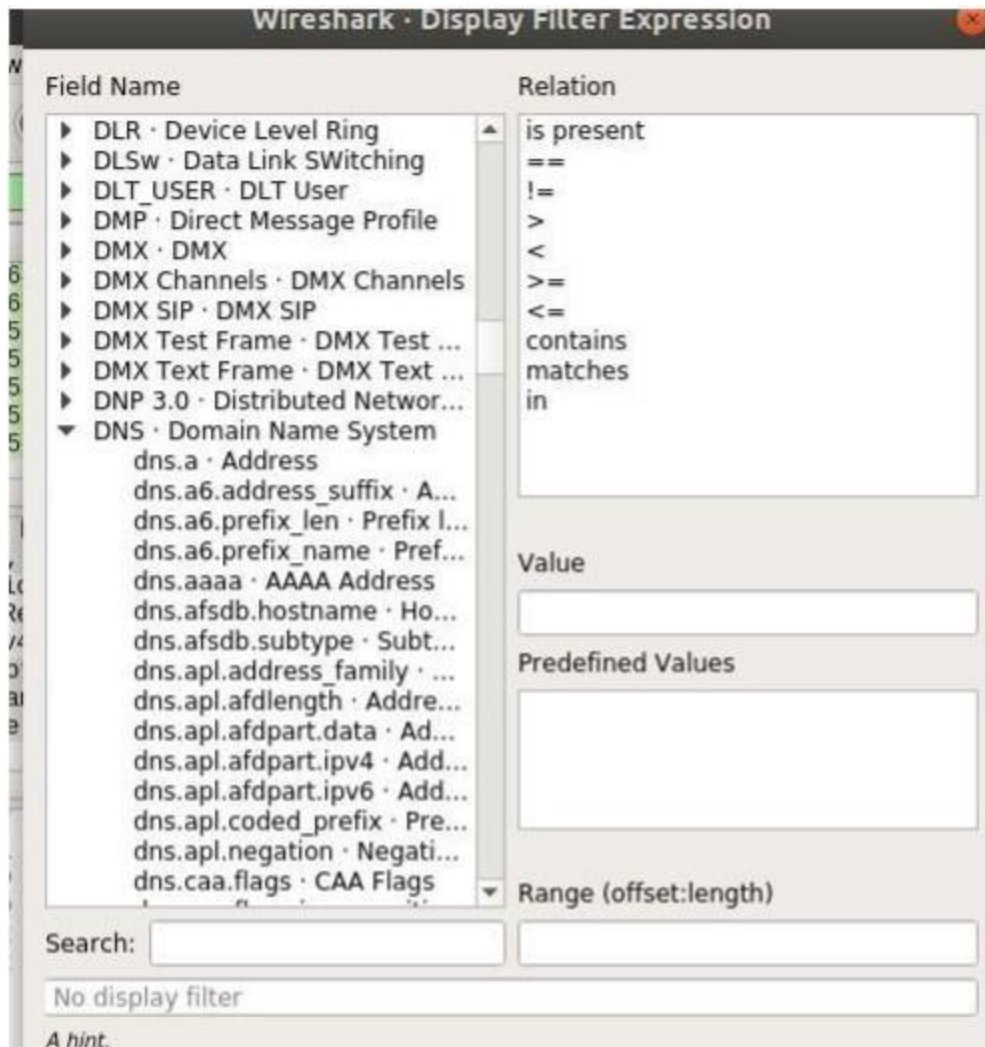 Wireshark · Display Filter Expression
Field Name
DLR · Device Level Ring
DLSw · Data Link SWitching
DLT_USER · DLT User
DMP · Direct Message Profile
DMX · DMX
DMX Channels · DMX Channels
DMX SIP · DMX SIP
DMX Test Frame · DMX Test ...
DMX Text Frame · DMX Text ...
DNP 3.0 · Distributed Networ...
DNS · Domain Name System
dns.a · Address
dns.a6.address_suffix · A...
dns.a6.prefix_len · Prefix l...
dns.a6.prefix_name · Pref...
dns.aaaa · AAAA Address
dns.afsdb.hostname · Ho...
dns.afsdb.subtype · Subt...
dns.apl.address_family · ...
dns.apl.afdlength · Addre...
dns.apl.afdpart.data · Ad...
dns.apl.afdpart.ipv4 · Add...
dns.apl.afdpart.ipv6 · Add...
dns.apl.coded_prefix · Pre...
dns.apl.negation · Negati...
dns.caa.flags · CAA Flags
Search:
Relation
is present
==
!=
>
<
>=
<=
contains
matches
in
Value
Predefined Values
Range (offset:length)
No display filter
A hint.